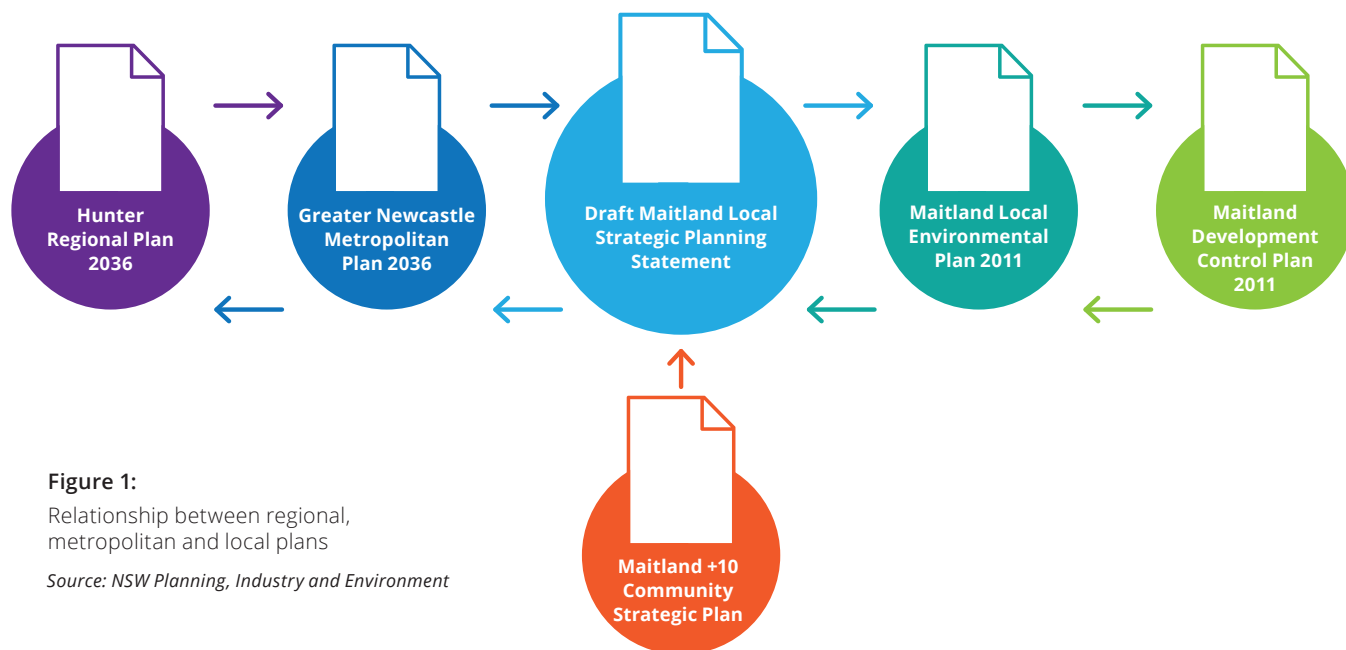 Hunter
Regional Plan
2036
Greater Newcastle
Metropolitan
Plan 2036
Draft Maitland Local
Strategic Planning
Statement
Maitland Local
Environmental
Plan 2011
Maitland
Development
Control Plan
2011
Maitland +10
Community
Strategic Plan
Figure 1:
Relationship between regional,
metropolitan and local plans
Source: NSW Planning, Industry and Environment